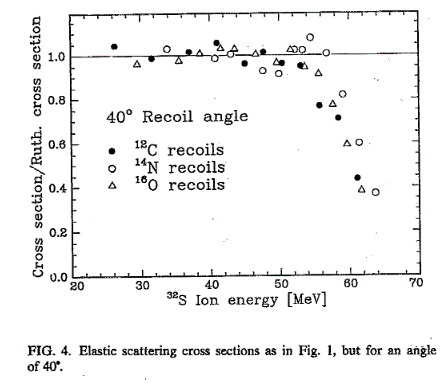 Cross section/Ruth. cross section
1.0
0.8
0.6
0.4
0.2
0.0
40° Recoil angle
● ¹²C recoils
○ ¹⁴N recoils
△ ¹⁶O recoils
20 30 40 50 60 70
³²S Ion energy [MeV]
FIG. 4. Elastic scattering cross sections as in Fig. 1, but for an angle
of 40°.